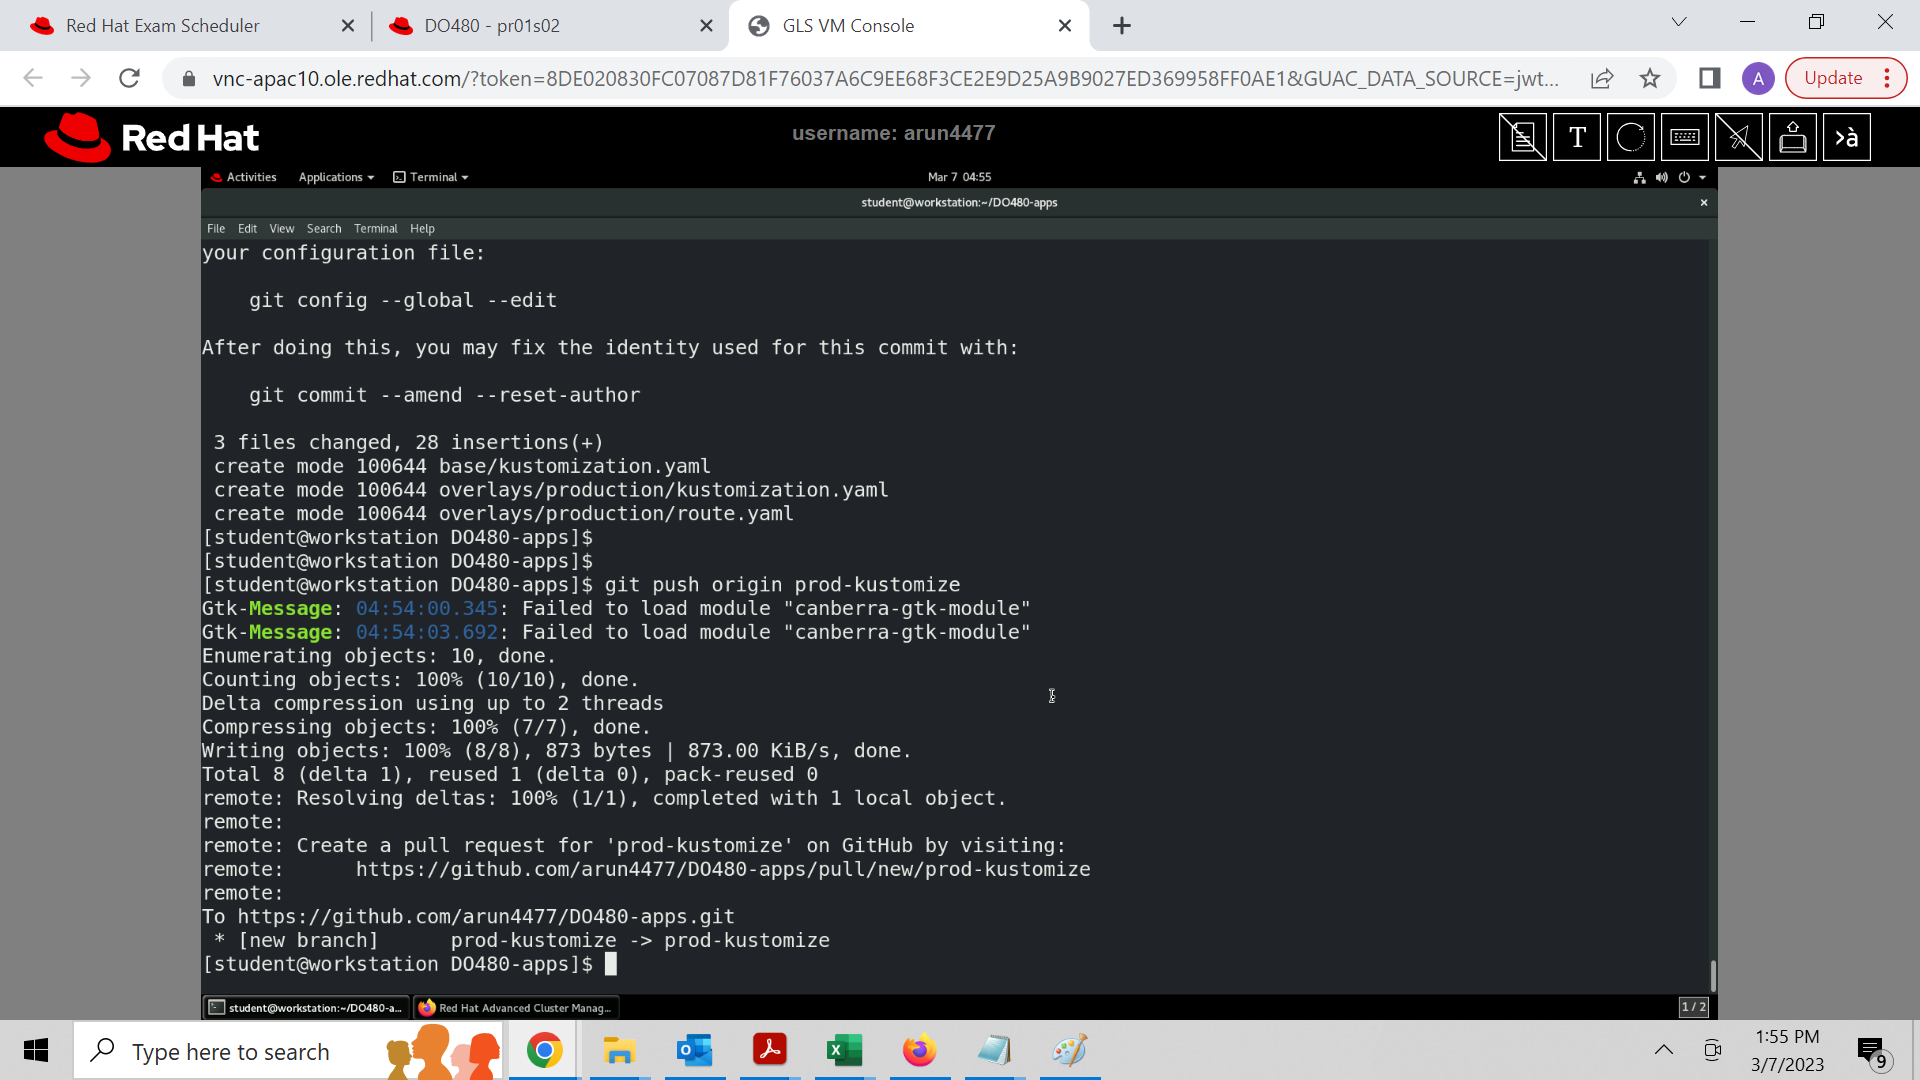 Red Hat Exam Scheduler
DO480 - pr01s02
GLS VM Console
vnc-apac10.ole.redhat.com/?token=8DE020830FC07087D81F76037A6C9EE68F3CE2E9D25A9B9027ED369958FF0AE1&GUAC_DATA_SOURCE=jwt...
A
Update
Red Hat
username: arun4477
T
>à
Activities
Applications
Terminal
Mar 7 04:55
student@workstation:~/DO480-apps
File Edit View Search Terminal Help
your configuration file:
git config --global --edit
After doing this, you may fix the identity used for this commit with:
git commit --amend --reset-author
3 files changed, 28 insertions(+)
create mode 100644 base/kustomization.yaml
create mode 100644 overlays/production/kustomization.yaml
create mode 100644 overlays/production/route.yaml
[student@workstation DO480-apps]$
[student@workstation DO480-apps]$
[student@workstation DO480-apps]$ git push origin prod-kustomize
Gtk-Message: 04:54:00.345: Failed to load module "canberra-gtk-module"
Gtk-Message: 04:54:03.692: Failed to load module "canberra-gtk-module"
Enumerating objects: 10, done.
Counting objects: 100% (10/10), done.
Delta compression using up to 2 threads
Compressing objects: 100% (7/7), done.
Writing objects: 100% (8/8), 873 bytes | 873.00 KiB/s, done.
Total 8 (delta 1), reused 1 (delta 0), pack-reused 0
remote: Resolving deltas: 100% (1/1), completed with 1 local object.
remote:
remote: Create a pull request for 'prod-kustomize' on GitHub by visiting:
remote:      https://github.com/arun4477/DO480-apps/pull/new/prod-kustomize
remote:
To https://github.com/arun4477/DO480-apps.git
* [new branch]      prod-kustomize -> prod-kustomize
[student@workstation DO480-apps]$
student@workstation:~/DO480-a...
Red Hat Advanced Cluster Manag...
1 / 2
Type here to search
1:55 PM
3/7/2023
9